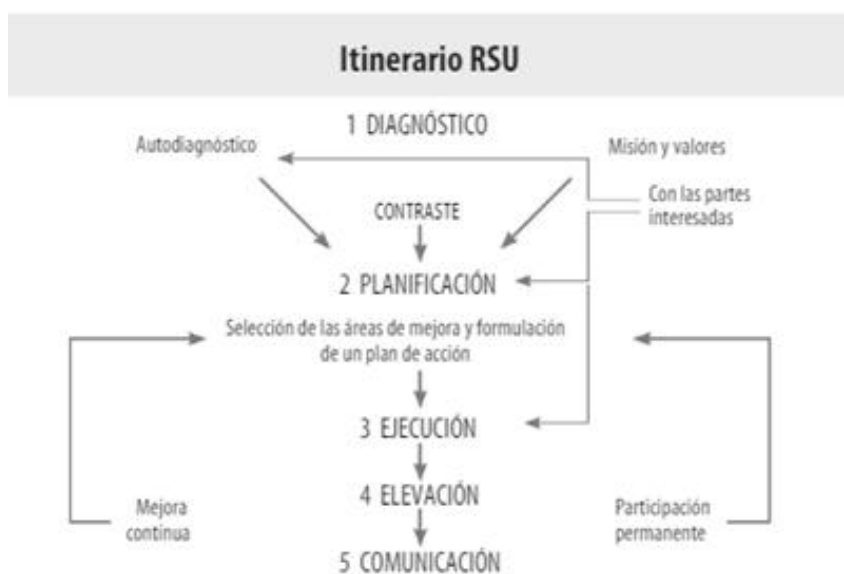 Itinerario RSU
1 DIAGNÓSTICO
Autodiagnóstico
Misión y valores
Con las partes
interesadas
CONTRASTE
2 PLANIFICACIÓN
Selección de las áreas de mejora y formulación
de un plan de acción
3 EJECUCIÓN
4 ELEVACIÓN
Mejora
continua
Participación
permanente
5 COMUNICACIÓN